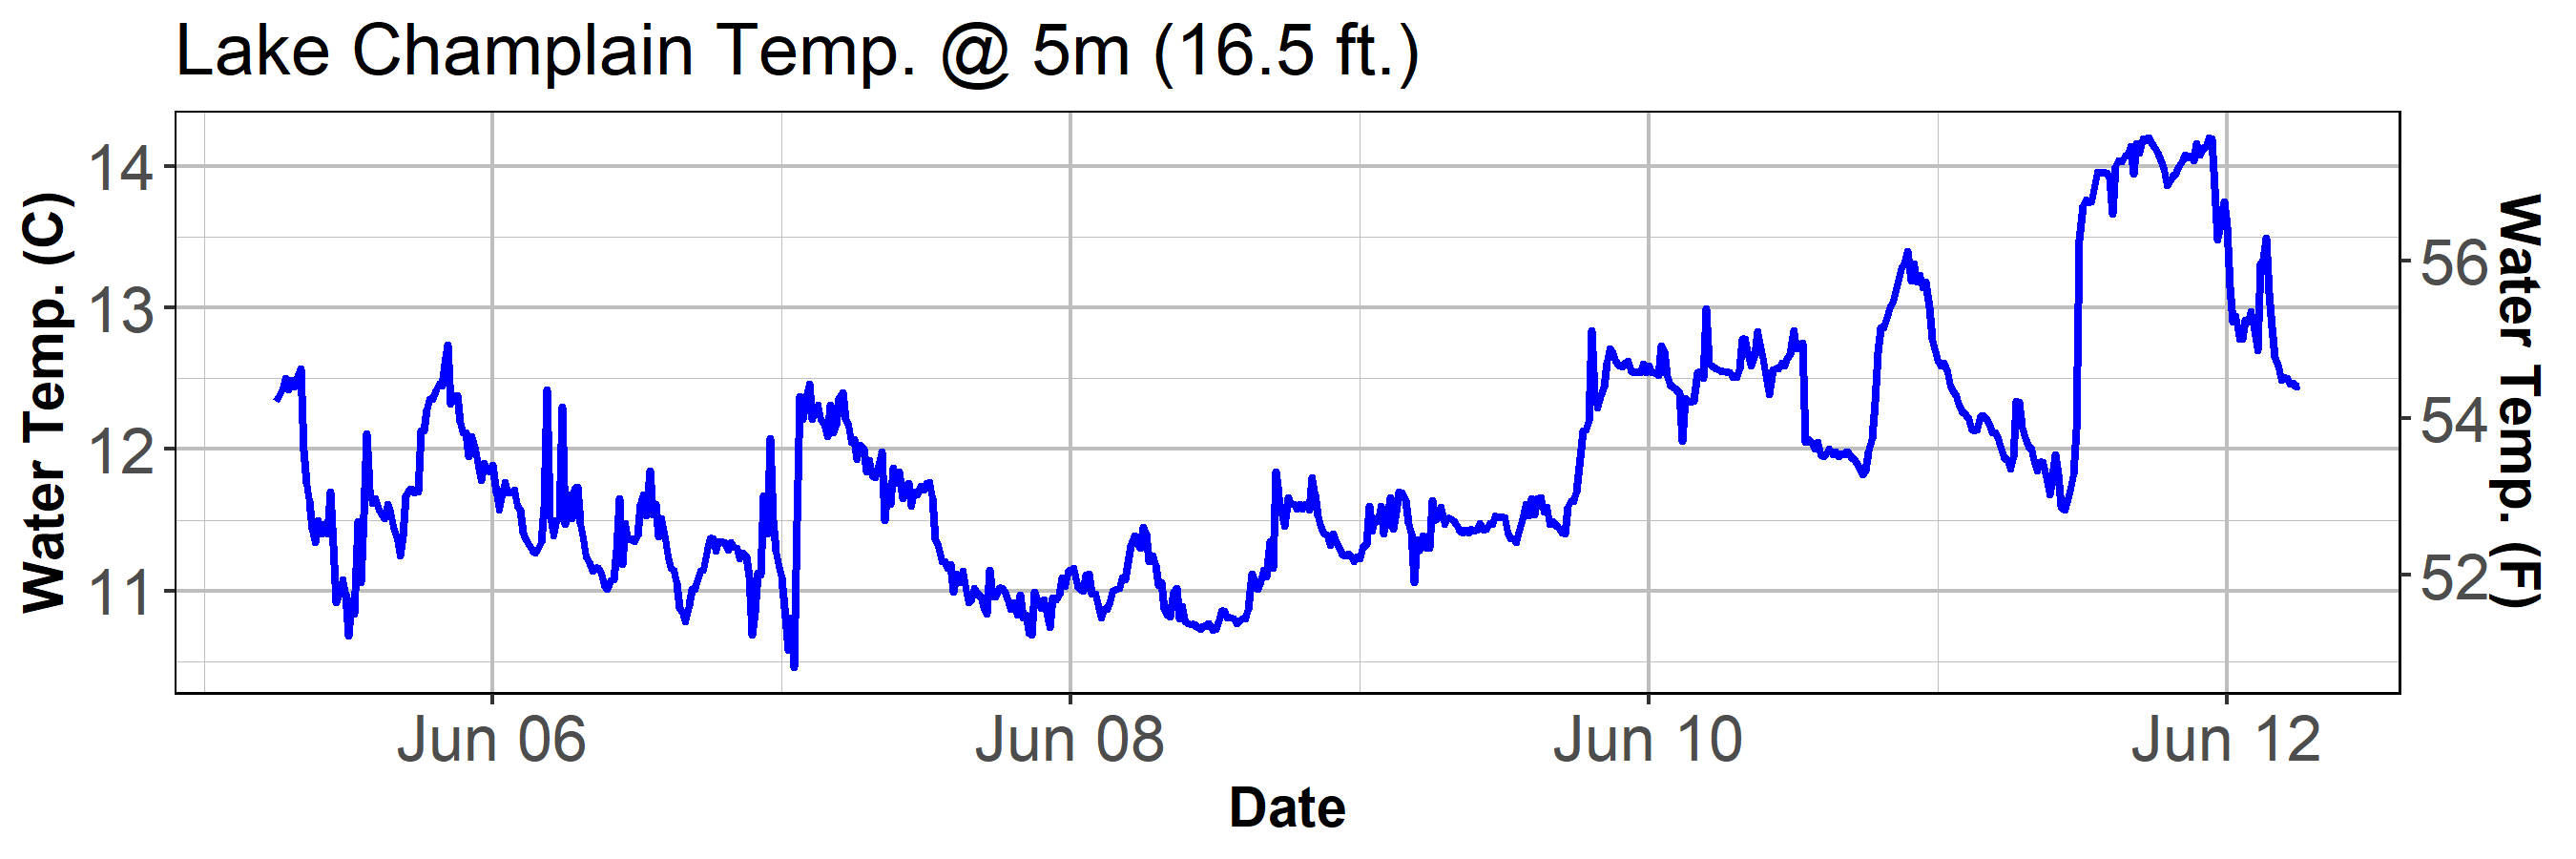 Lake Champlain Temp. @ 5m (16.5 ft.)
Water Temp. (C)
14
13
12
11
56
54
52
Water Temp. (F)
Jun 06
Jun 08
Jun 10
Jun 12
Date